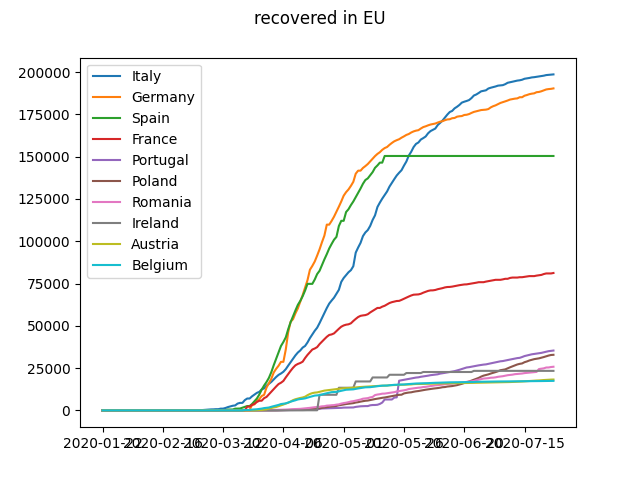 recovered in EU
200000
175000
150000
125000
100000
75000
50000
25000
0
Italy
Germany
Spain
France
Portugal
Poland
Romania
Ireland
Austria
Belgium
2020-01-22 2020-02-16 2020-03-12 2020-04-06 2020-05-01 2020-05-26 2020-06-20 2020-07-15